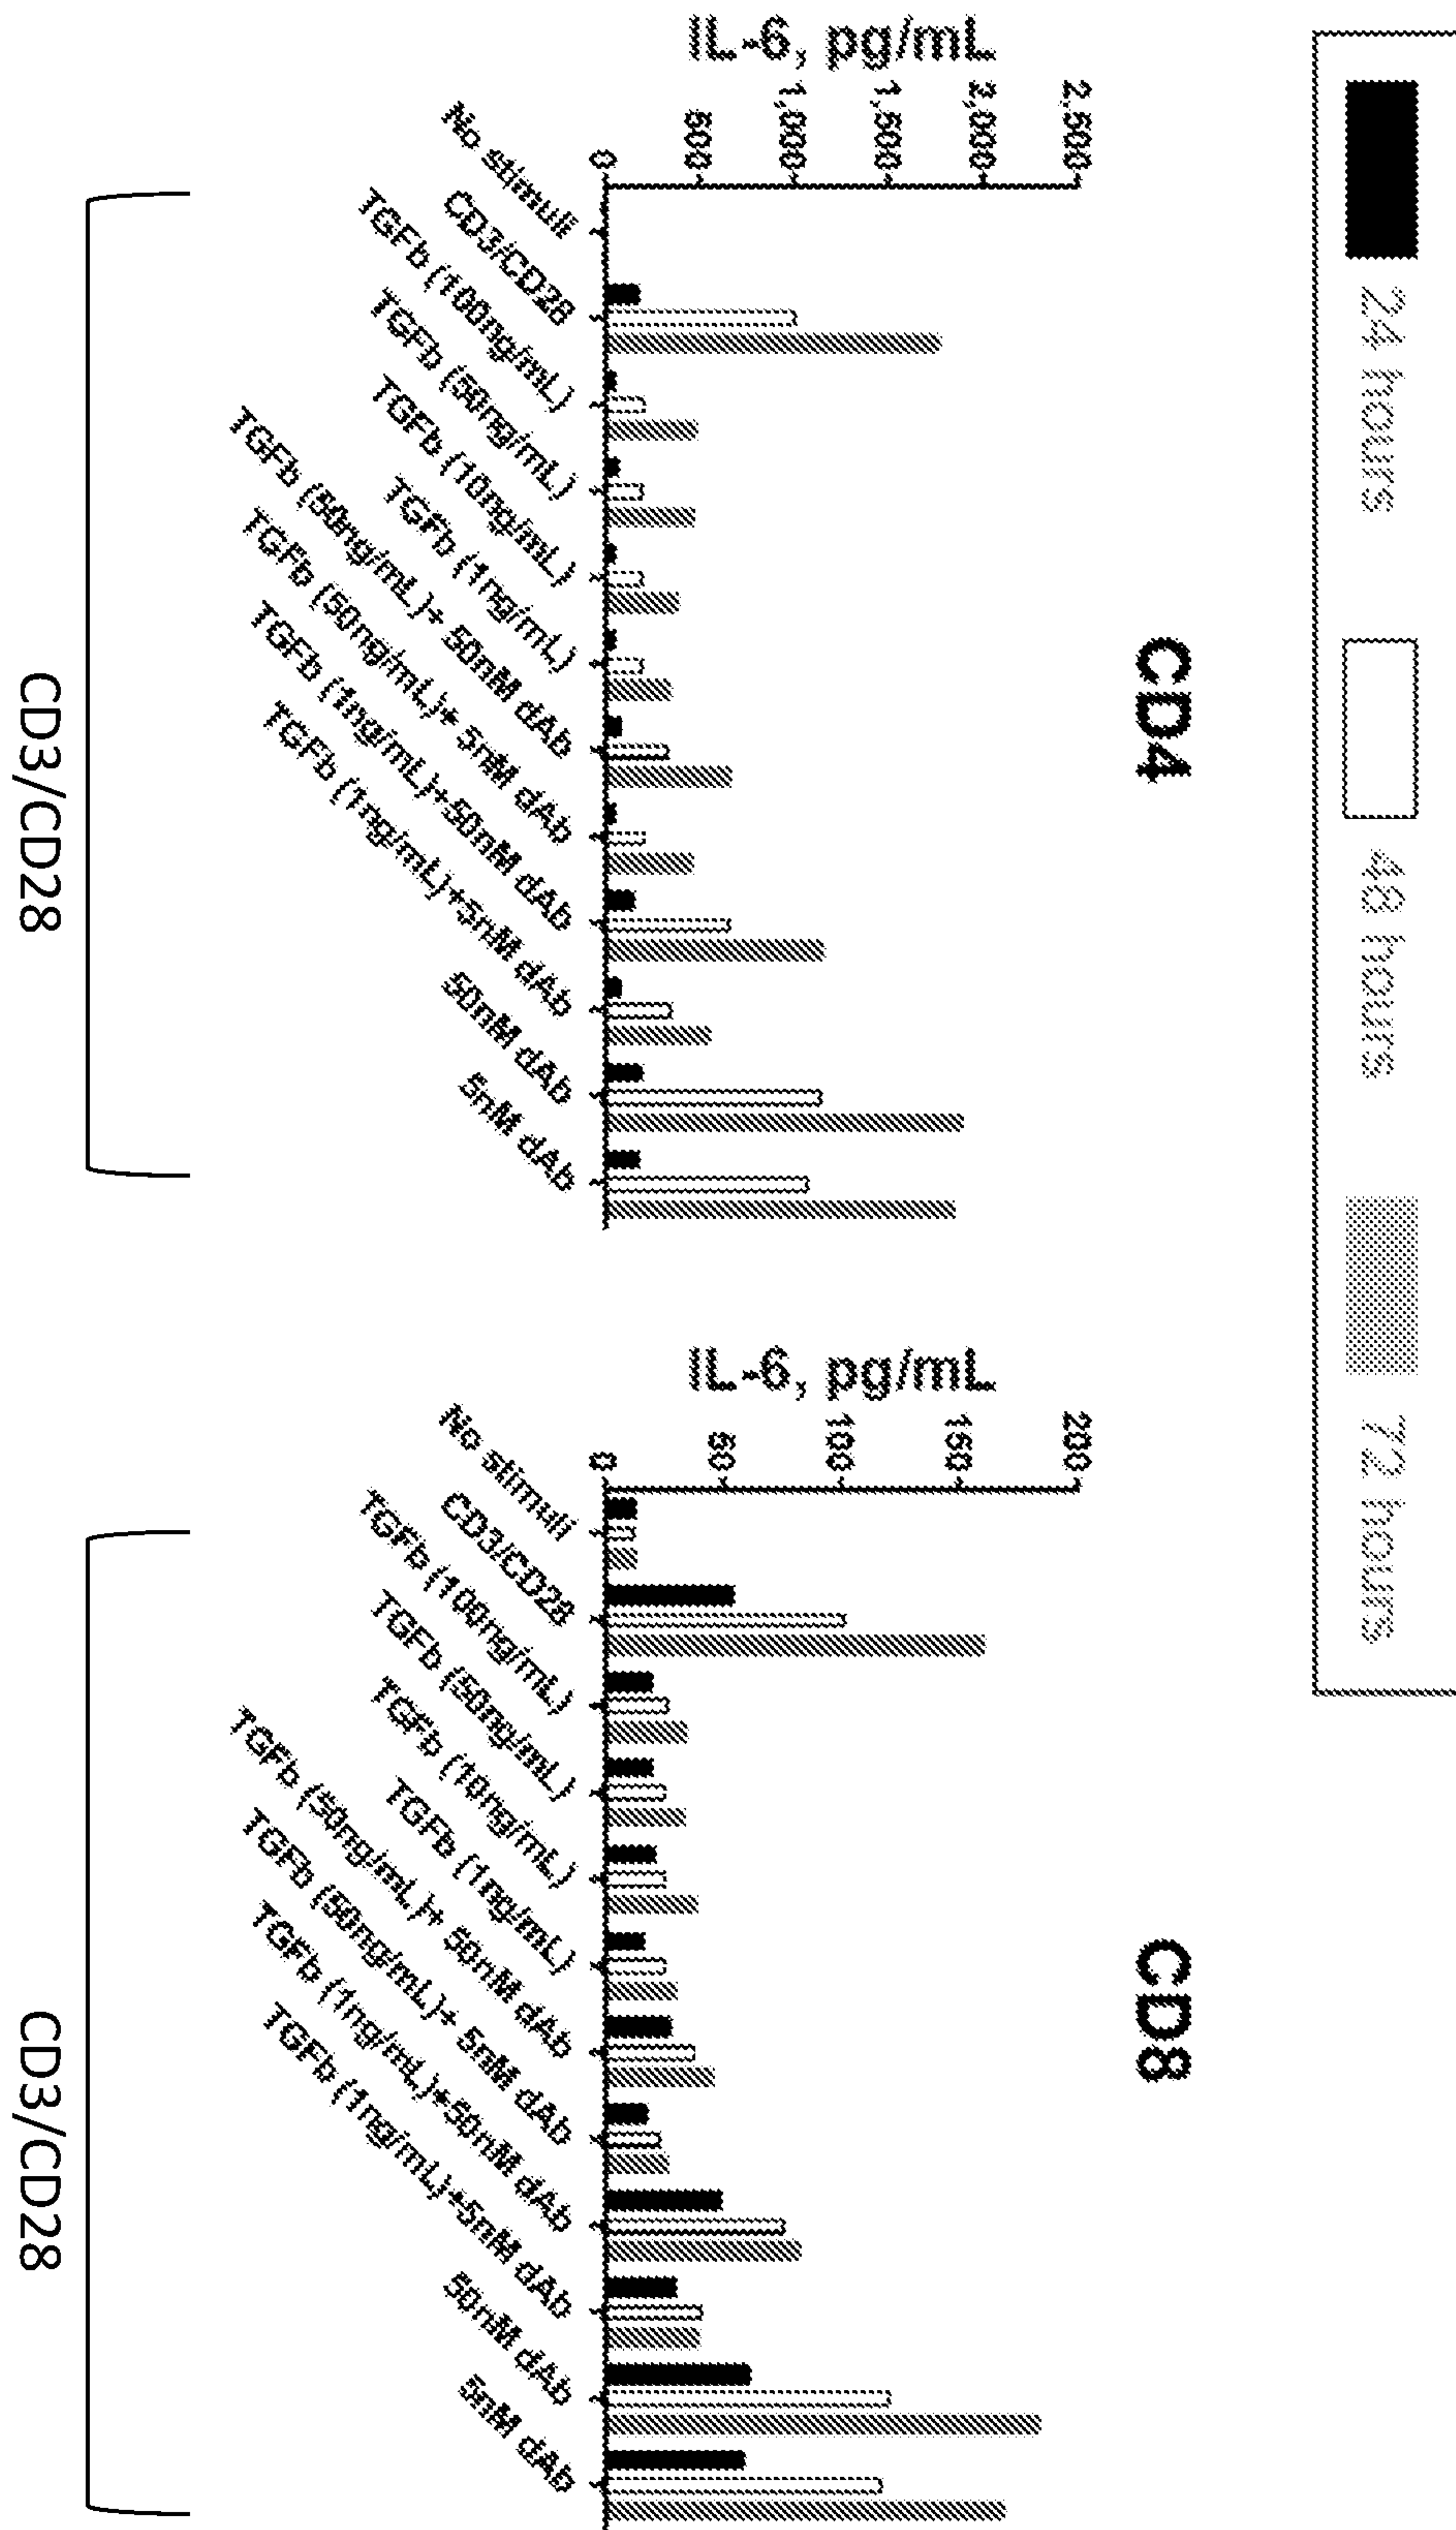 24 hours
48 hours
72 hours
CD4
IL-6, pg/mL
2,500
2,000
1,500
1,000
500
0
No stimuli
CD3/CD28
TGFb (100ng/mL)
TGFb (50ng/mL)
TGFb (10ng/mL)
TGFb (1ng/mL)
TGFb (50ng/mL)+ 50nM dAb
TGFb (50ng/mL)+ 5nM dAb
TGFb (1ng/mL)+50nM dAb
TGFb (1ng/mL)+5nM dAb
50nM dAb
5nM dAb
CD3/CD28
CD8
IL-6, pg/mL
200
150
100
50
0
No stimuli
CD3/CD28
TGFb (100ng/mL)
TGFb (50ng/mL)
TGFb (10ng/mL)
TGFb (1ng/mL)
TGFb (50ng/mL)+ 50nM dAb
TGFb (50ng/mL)+ 5nM dAb
TGFb (1ng/mL)+50nM dAb
TGFb (1ng/mL)+5nM dAb
50nM dAb
5nM dAb
CD3/CD28